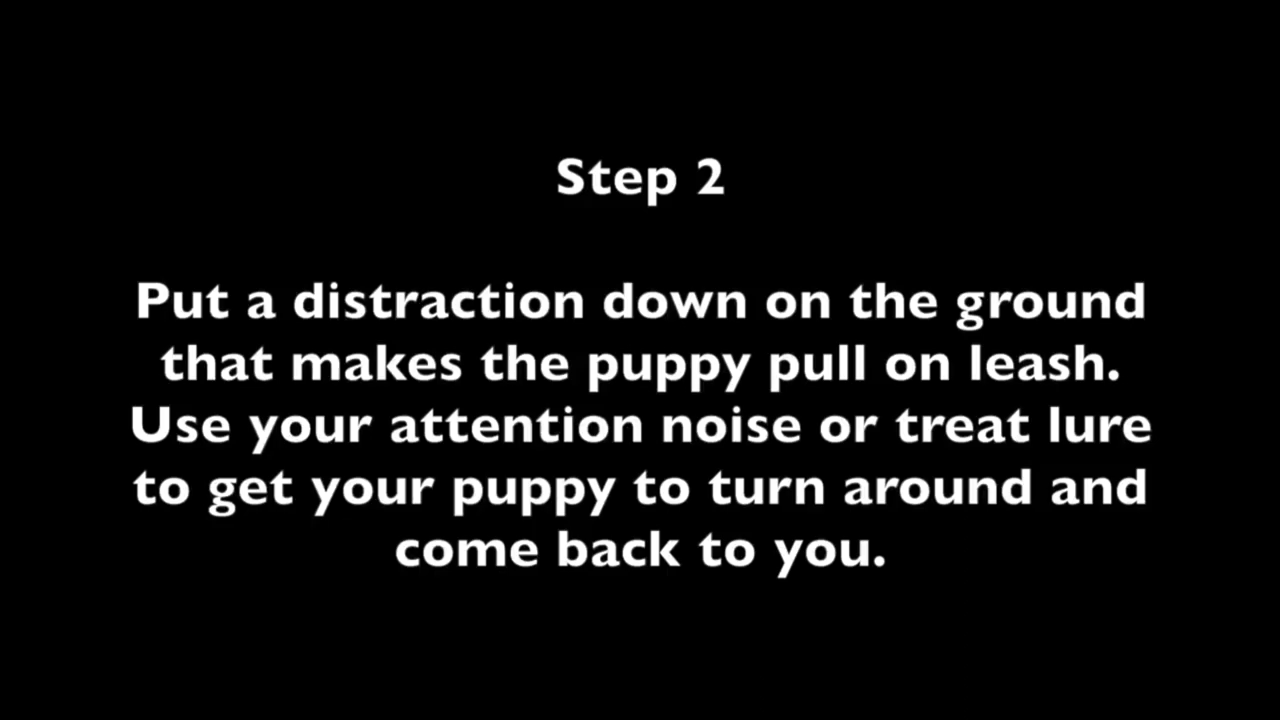 Step 2
Put a distraction down on the ground
that makes the puppy pull on leash.
Use your attention noise or treat lure
to get your puppy to turn around and
come back to you.